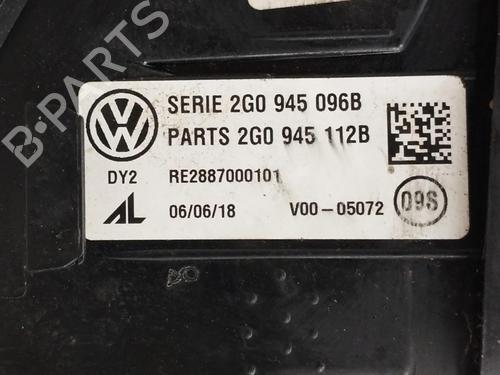 SERIE 2G0 945 096B
PARTS 2G0 945 112B
DY2 RE2887000101
AL 06/06/18 V00-05072 09S
B-PARTS